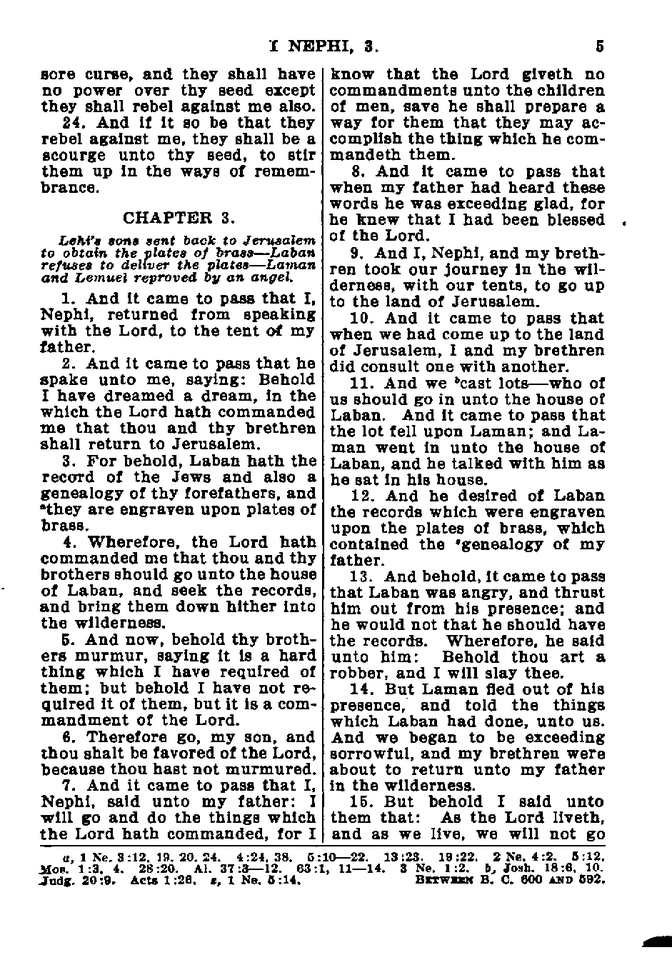 I NEPHI, 3. 5
sore curse, and they shall have
no power over thy seed except
they shall rebel against me also.
24. And if it so be that they
rebel against me, they shall be a
scourge unto thy seed, to stir
them up in the ways of remem-
brance.
CHAPTER 3.
Lehi's sons sent back to Jerusalem
to obtain the plates of brass—Laban
refuses to deliver the plates—Laman
and Lemuel reproved by an angel.
1. And it came to pass that I,
Nephi, returned from speaking
with the Lord, to the tent of my
father.
2. And it came to pass that he
spake unto me, saying: Behold
I have dreamed a dream, in the
which the Lord hath commanded
me that thou and thy brethren
shall return to Jerusalem.
3. For behold, Laban hath the
record of the Jews and also a
genealogy of thy forefathers, and
ᵃthey are engraven upon plates of
brass.
4. Wherefore, the Lord hath
commanded me that thou and thy
brothers should go unto the house
of Laban, and seek the records,
and bring them down hither into
the wilderness.
5. And now, behold thy broth-
ers murmur, saying it is a hard
thing which I have required of
them; but behold I have not re-
quired it of them, but it is a com-
mandment of the Lord.
6. Therefore go, my son, and
thou shalt be favored of the Lord,
because thou hast not murmured.
7. And it came to pass that I,
Nephi, said unto my father: I
will go and do the things which
the Lord hath commanded, for I
know that the Lord giveth no
commandments unto the children
of men, save he shall prepare a
way for them that they may ac-
complish the thing which he com-
mandeth them.
8. And it came to pass that
when my father had heard these
words he was exceeding glad, for
he knew that I had been blessed
of the Lord.
9. And I, Nephi, and my breth-
ren took our journey in the wil-
derness, with our tents, to go up
to the land of Jerusalem.
10. And it came to pass that
when we had come up to the land
of Jerusalem, I and my brethren
did consult one with another.
11. And we ᵇcast lots—who of
us should go in unto the house of
Laban. And it came to pass that
the lot fell upon Laman; and La-
man went in unto the house of
Laban, and he talked with him as
he sat in his house.
12. And he desired of Laban
the records which were engraven
upon the plates of brass, which
contained the ᶜgenealogy of my
father.
13. And behold, it came to pass
that Laban was angry, and thrust
him out from his presence; and
he would not that he should have
the records. Wherefore, he said
unto him: Behold thou art a
robber, and I will slay thee.
14. But Laman fled out of his
presence, and told the things
which Laban had done, unto us.
And we began to be exceeding
sorrowful, and my brethren were
about to return unto my father
in the wilderness.
15. But behold I said unto
them that: As the Lord liveth,
and as we live, we will not go
a, 1 Ne. 3:12, 19, 20, 24. 4:24, 38. 5:10—22. 13:23. 19:22. 2 Ne. 4:2. 5:12.
Mos. 1:3, 4. 28:20. Al. 37:3—12. 63:1, 11—14. 3 Ne. 1:2. b, Josh. 18:6, 10.
Judg. 20:9. Acts 1:26. c, 1 Ne. 5:14. BETWEEN B. C. 600 AND 592.